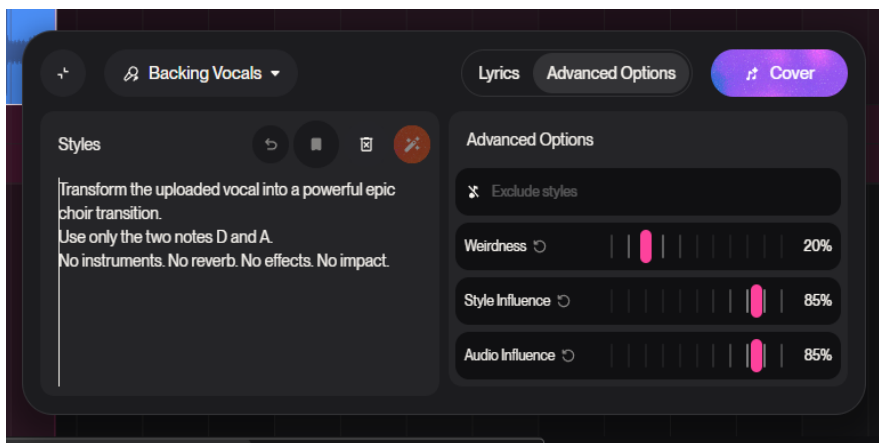 Backing Vocals
Lyrics
Advanced Options
Cover
Styles
Transform the uploaded vocal into a powerful epic
choir transition.
Use only the two notes D and A.
No instruments. No reverb. No effects. No impact.
Advanced Options
Exclude styles
Weirdness
20%
Style Influence
85%
Audio Influence
85%